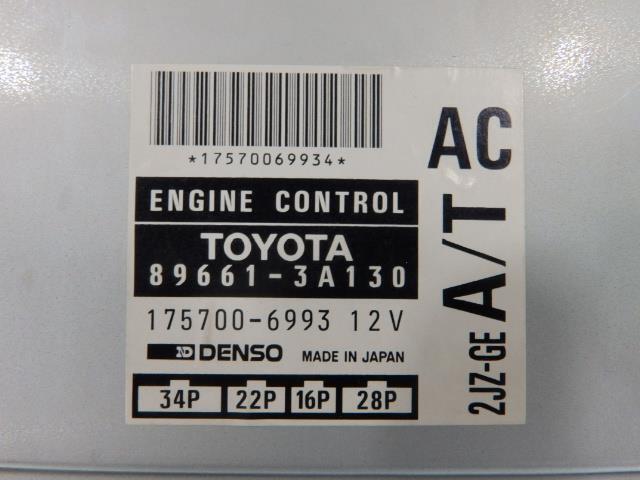 *17570069934*
ENGINE CONTROL
TOYOTA
89661-3A130
175700-6993 12V
ND DENSO MADE IN JAPAN
34P 22P 16P 28P
AC
2JZ-GE A/T